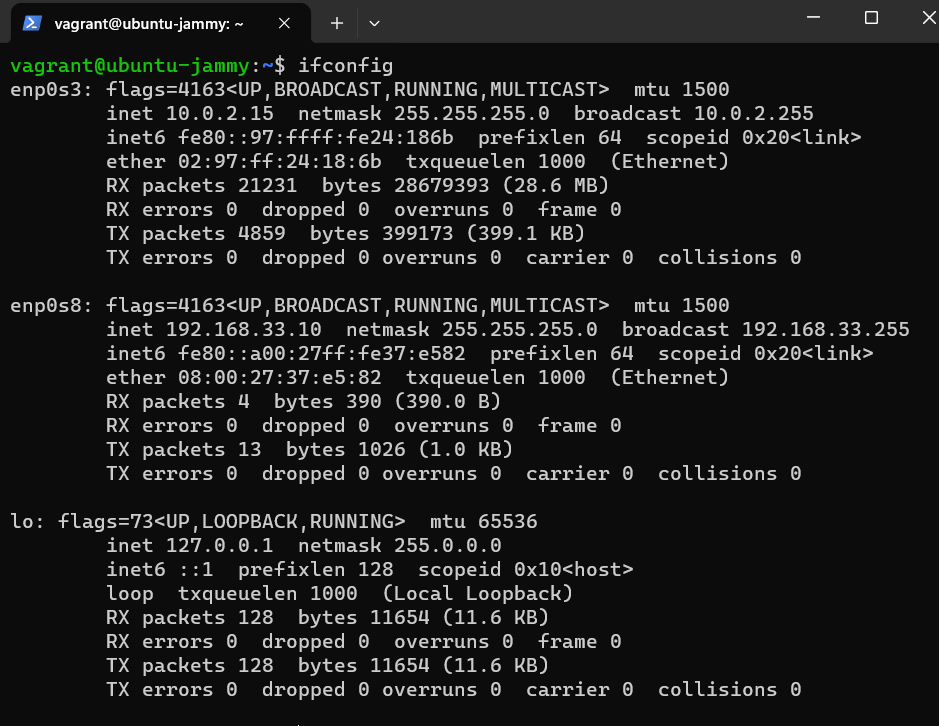 vagrant@ubuntu-jammy: ~
vagrant@ubuntu-jammy:~$ ifconfig
enp0s3: flags=4163<UP,BROADCAST,RUNNING,MULTICAST>  mtu 1500
        inet 10.0.2.15  netmask 255.255.255.0  broadcast 10.0.2.255
        inet6 fe80::97:ffff:fe24:186b  prefixlen 64  scopeid 0x20<link>
        ether 02:97:ff:24:18:6b  txqueuelen 1000  (Ethernet)
        RX packets 21231  bytes 28679393 (28.6 MB)
        RX errors 0  dropped 0  overruns 0  frame 0
        TX packets 4859  bytes 399173 (399.1 KB)
        TX errors 0  dropped 0 overruns 0  carrier 0  collisions 0

enp0s8: flags=4163<UP,BROADCAST,RUNNING,MULTICAST>  mtu 1500
        inet 192.168.33.10  netmask 255.255.255.0  broadcast 192.168.33.255
        inet6 fe80::a00:27ff:fe37:e582  prefixlen 64  scopeid 0x20<link>
        ether 08:00:27:37:e5:82  txqueuelen 1000  (Ethernet)
        RX packets 4  bytes 390 (390.0 B)
        RX errors 0  dropped 0  overruns 0  frame 0
        TX packets 13  bytes 1026 (1.0 KB)
        TX errors 0  dropped 0 overruns 0  carrier 0  collisions 0

lo: flags=73<UP,LOOPBACK,RUNNING>  mtu 65536
        inet 127.0.0.1  netmask 255.0.0.0
        inet6 ::1  prefixlen 128  scopeid 0x10<host>
        loop  txqueuelen 1000  (Local Loopback)
        RX packets 128  bytes 11654 (11.6 KB)
        RX errors 0  dropped 0  overruns 0  frame 0
        TX packets 128  bytes 11654 (11.6 KB)
        TX errors 0  dropped 0 overruns 0  carrier 0  collisions 0